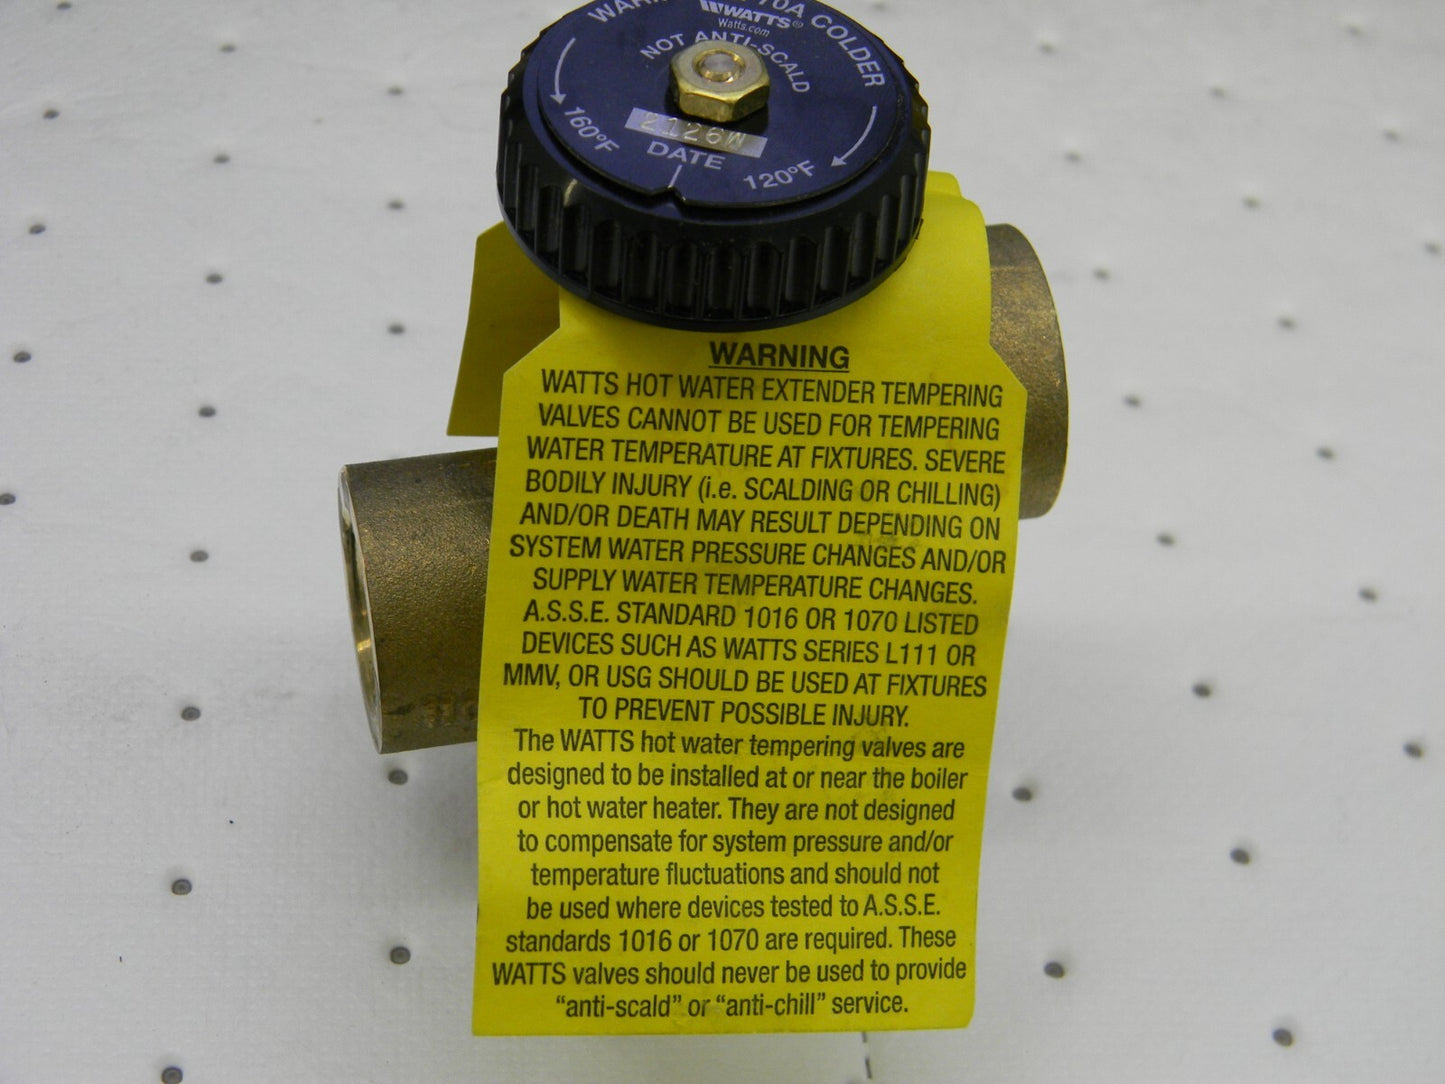 70A COLDER
WATTS®
Watts.com
NOT ANTI-SCALD
2126W
160°F DATE 120°F
WARNING
WATTS HOT WATER EXTENDER TEMPERING
VALVES CANNOT BE USED FOR TEMPERING
WATER TEMPERATURE AT FIXTURES. SEVERE
BODILY INJURY (i.e. SCALDING OR CHILLING)
AND/OR DEATH MAY RESULT DEPENDING ON
SYSTEM WATER PRESSURE CHANGES AND/OR
SUPPLY WATER TEMPERATURE CHANGES.
A.S.S.E. STANDARD 1016 OR 1070 LISTED
DEVICES SUCH AS WATTS SERIES L111 OR
MMV, OR USG SHOULD BE USED AT FIXTURES
TO PREVENT POSSIBLE INJURY.
The WATTS hot water tempering valves are
designed to be installed at or near the boiler
or hot water heater. They are not designed
to compensate for system pressure and/or
temperature fluctuations and should not
be used where devices tested to A.S.S.E.
standards 1016 or 1070 are required. These
WATTS valves should never be used to provide
“anti-scald” or “anti-chill” service.